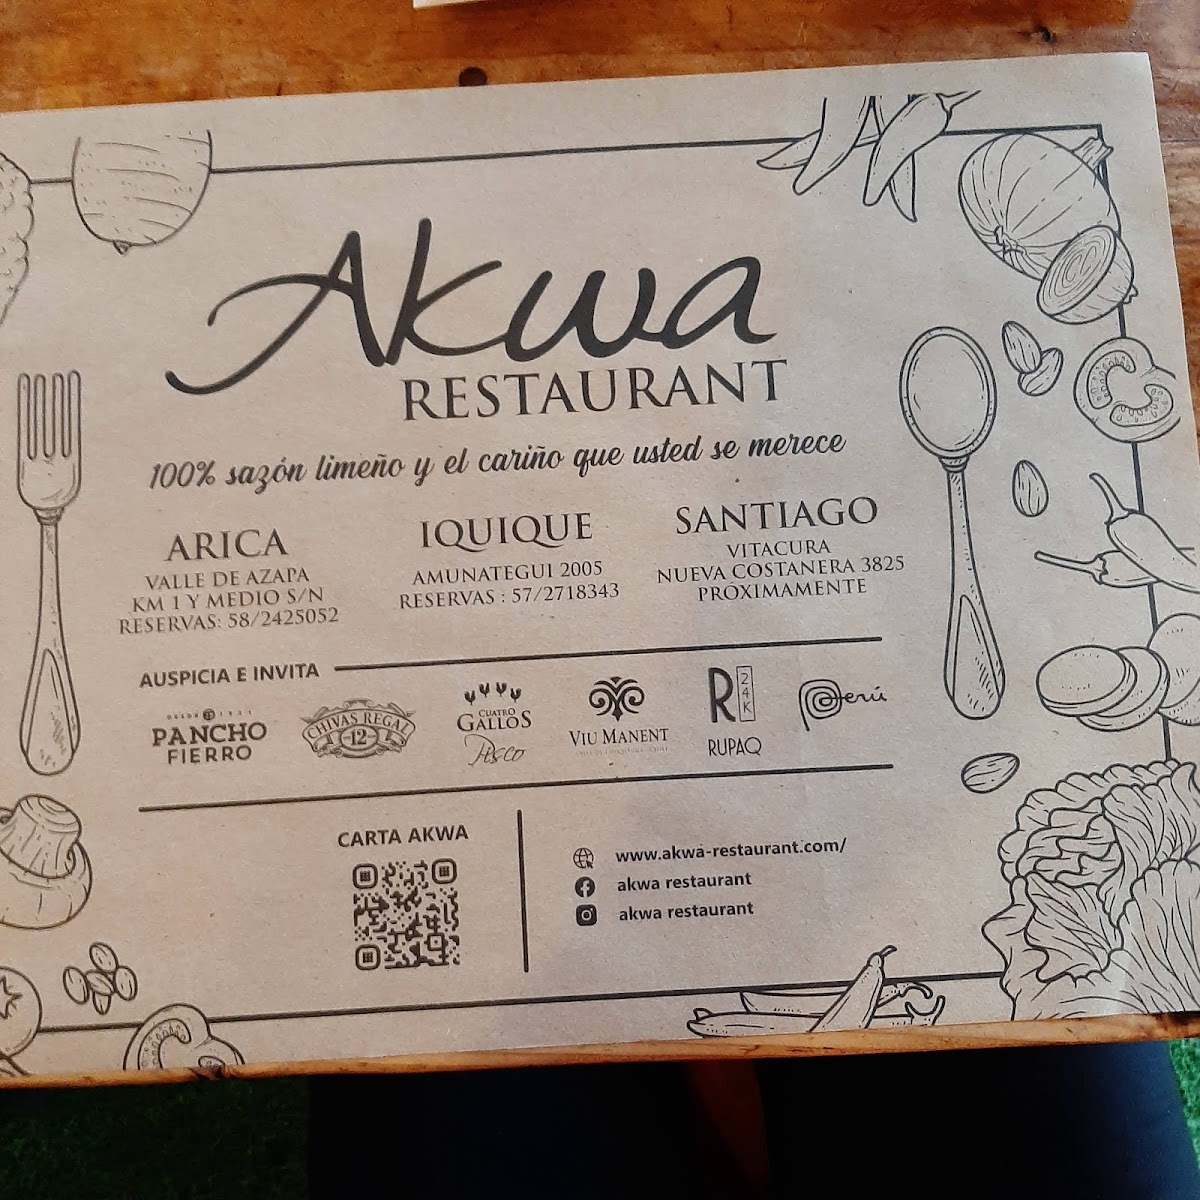 Akwa
RESTAURANT
100% sazón limeño y el cariño que usted se merece
ARICA
VALLE DE AZAPA
KM 1 Y MEDIO S/N
RESERVAS: 58/2425052
IQUIQUE
AMUNATEGUI 2005
RESERVAS : 57/2718343
SANTIAGO
VITACURA
NUEVA COSTANERA 3825
PROXIMAMENTE
AUSPICIA E INVITA
DESDE 1921
PANCHO
FIERRO
CHIVAS REGAL
12
CUATRO
GALLOS
Pisco
VIU MANENT
R 24K
RUPAQ
Perú
CARTA AKWA
www.akwa-restaurant.com/
akwa restaurant
akwa restaurant